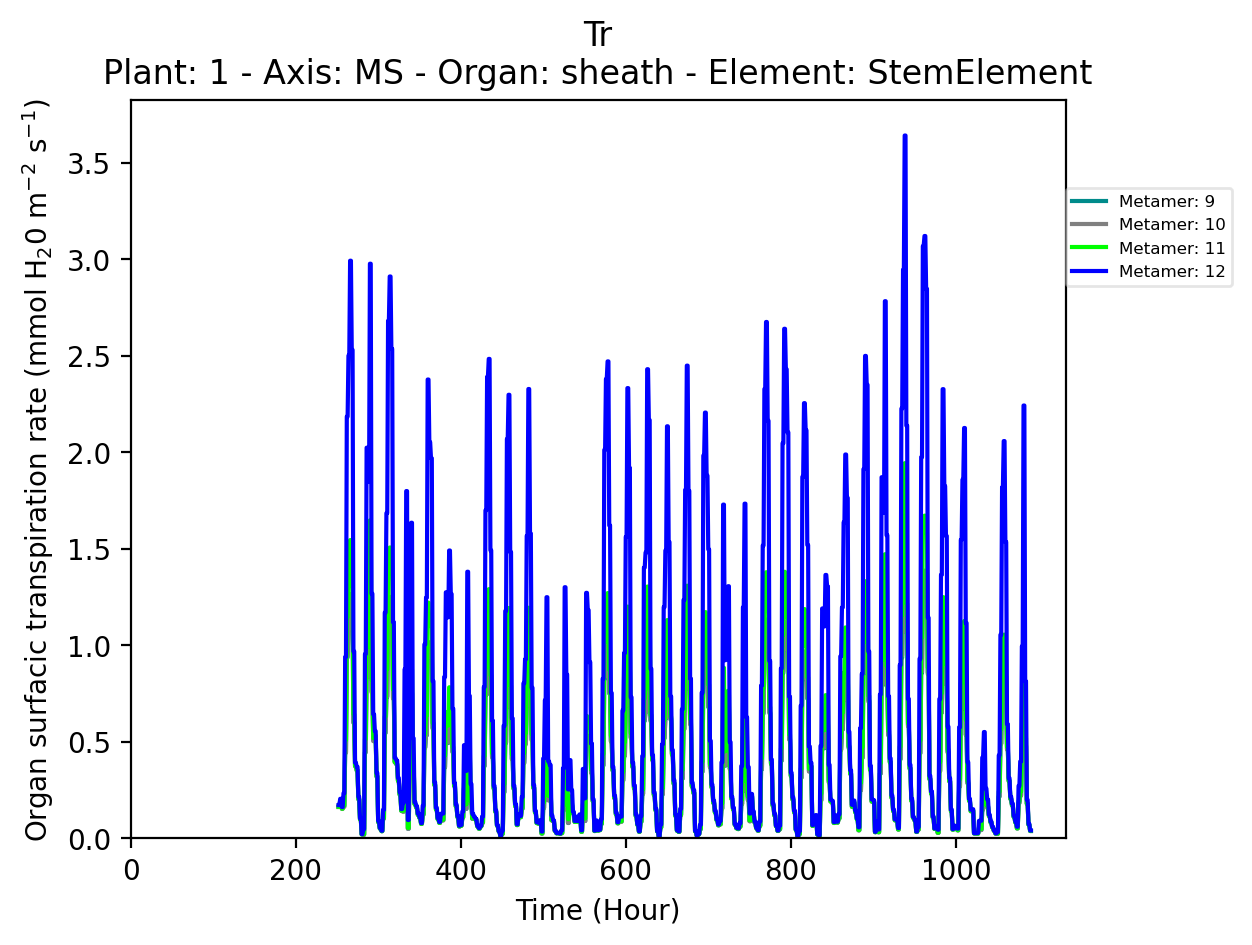 Tr
Plant: 1 - Axis: MS - Organ: sheath - Element: StemElement
Organ surfacic transpiration rate (mmol H₂0 m⁻² s⁻¹)
3.5
3.0
2.5
2.0
1.5
1.0
0.5
0.0
0 200 400 600 800 1000
Time (Hour)
Metamer: 9
Metamer: 10
Metamer: 11
Metamer: 12